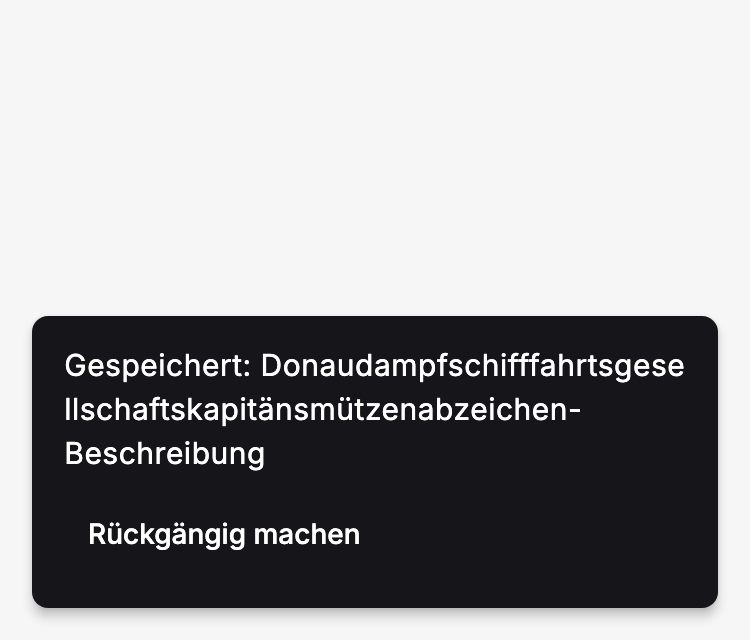 Gespeichert: Donaudampfschifffahrtsgese
llschaftskapitänsmützenabzeichen-
Beschreibung
Rückgängig machen